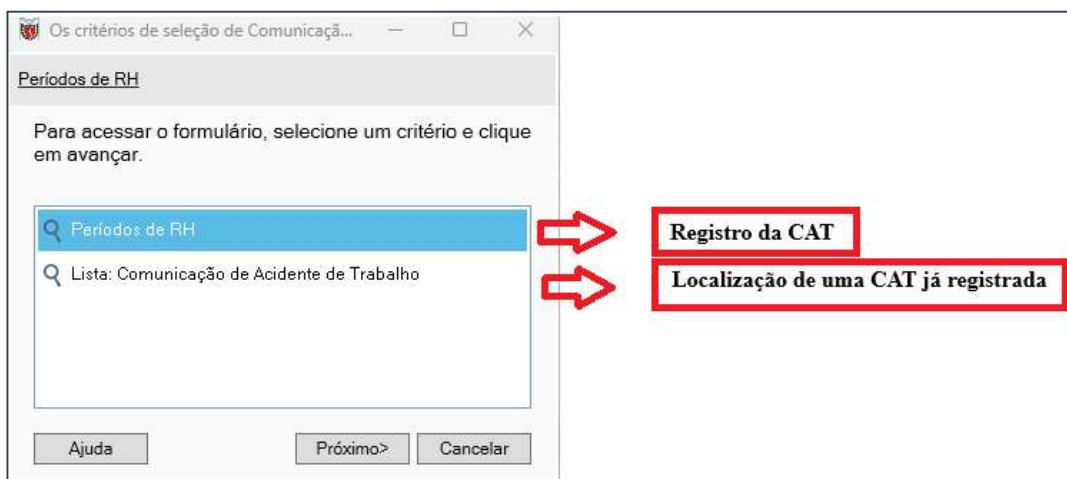 Os critérios de seleção de Comunicaçã...
Períodos de RH
Para acessar o formulário, selecione um critério e clique
em avançar.
Períodos de RH
Registro da CAT
Lista: Comunicação de Acidente de Trabalho
Localização de uma CAT já registrada
Ajuda
Próximo>
Cancelar